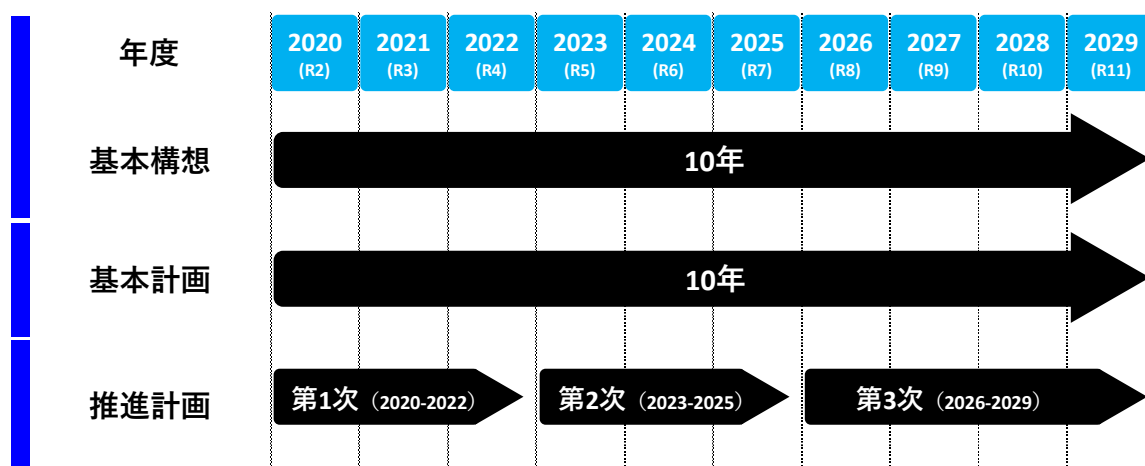 年度
2020 2021 2022 2023 2024 2025 2026 2027 2028 2029
(R2) (R3) (R4) (R5) (R6) (R7) (R8) (R9) (R10) (R11)
基本構想
10年
基本計画
10年
推進計画
第1次（2020-2022） 第2次（2023-2025） 第3次（2026-2029）